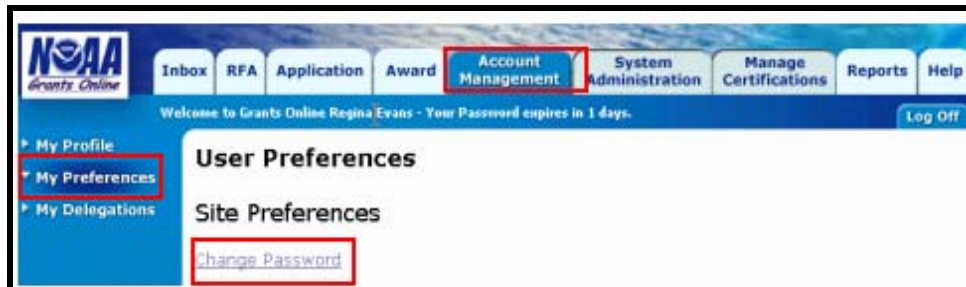 NOAA
Grants Online
Inbox RFA Application Award Account Management System Administration Manage Certifications Reports Help
Welcome to Grants Online Regina Evans - Your Password expires in 1 days.
Log Off
My Profile
My Preferences
My Delegations
User Preferences
Site Preferences
Change Password